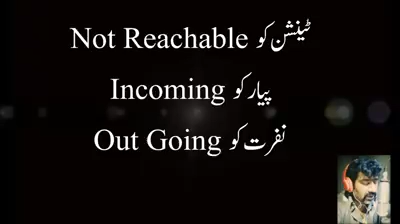 ٹینشن کو Not Reachable
پیار کو Incoming
نفرت کو Out Going